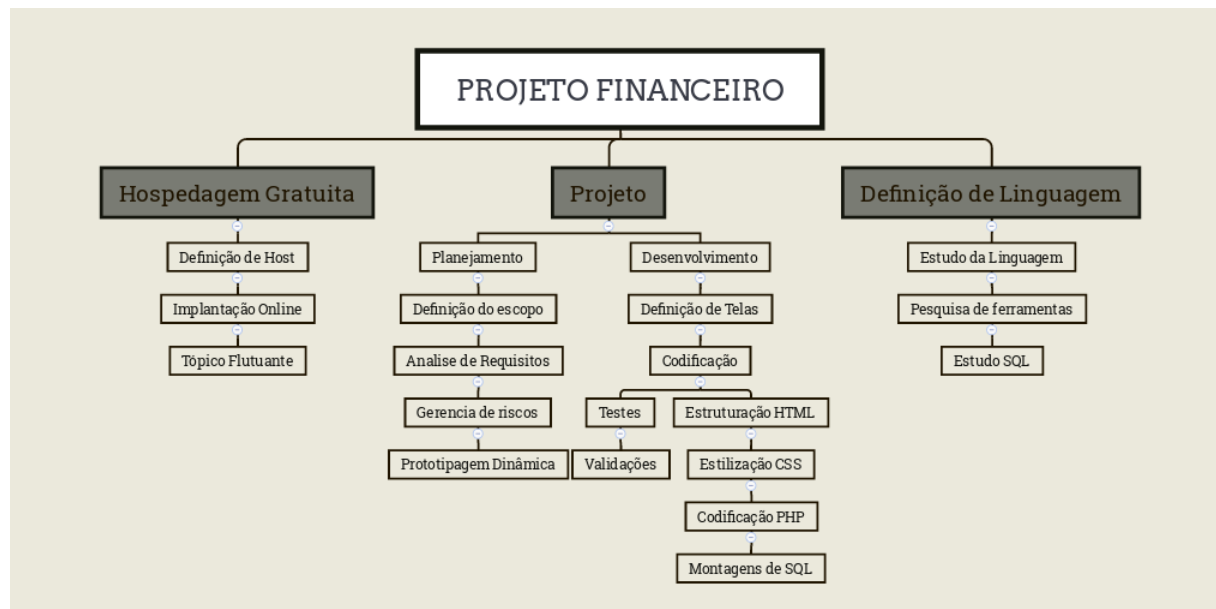 PROJETO FINANCEIRO
Hospedagem Gratuita
Projeto
Definição de Linguagem
Definição de Host
Planejamento
Desenvolvimento
Estudo da Linguagem
Implantação Online
Definição do escopo
Definição de Telas
Pesquisa de ferramentas
Tópico Flutuante
Analise de Requisitos
Codificação
Estudo SQL
Gerencia de riscos
Testes
Estruturação HTML
Prototipagem Dinâmica
Validações
Estilização CSS
Codificação PHP
Montagens de SQL